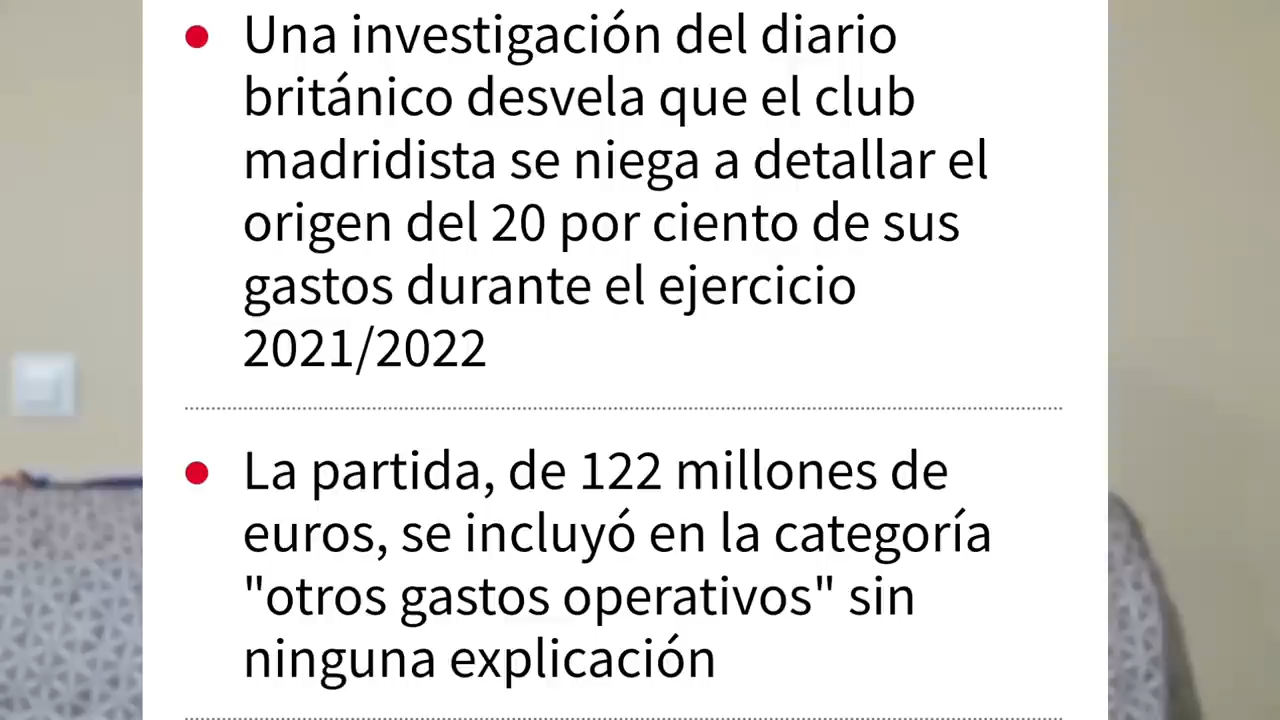 Una investigación del diario
británico desvela que el club
madridista se niega a detallar el
origen del 20 por ciento de sus
gastos durante el ejercicio
2021/2022
La partida, de 122 millones de
euros, se incluyó en la categoría
"otros gastos operativos" sin
ninguna explicación